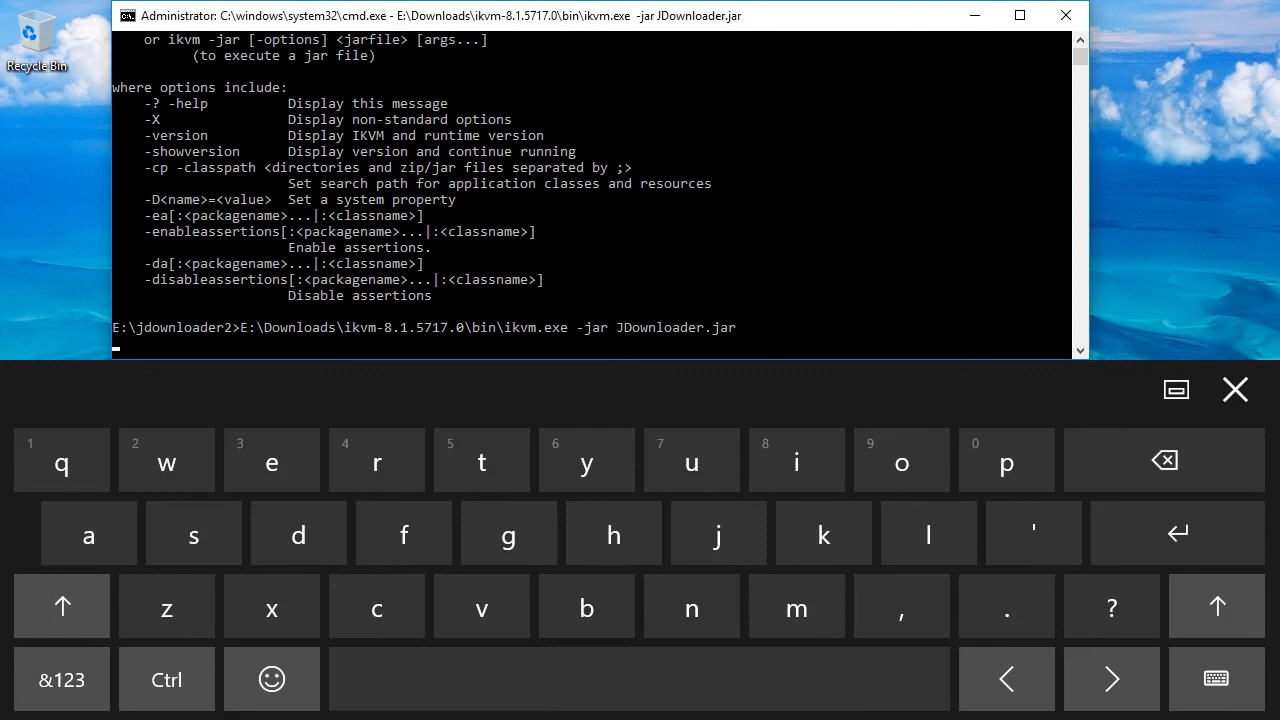 Recycle Bin
Administrator: C:\windows\system32\cmd.exe - E:\Downloads\ikvm-8.1.5717.0\bin\ikvm.exe -jar JDownloader.jar
or ikvm -jar [-options] <jarfile> [args...]
(to execute a jar file)
where options include:
-? -help Display this message
-X Display non-standard options
-version Display IKVM and runtime version
-showversion Display version and continue running
-cp -classpath <directories and zip/jar files separated by ;>
Set search path for application classes and resources
-D<name>=<value> Set a system property
-ea[:<packagename>...|:<classname>]
-enableassertions[:<packagename>...|:<classname>]
Enable assertions.
-da[:<packagename>...|:<classname>]
-disableassertions[:<packagename>...|:<classname>]
Disable assertions
E:\jdownloader2>E:\Downloads\ikvm-8.1.5717.0\bin\ikvm.exe -jar JDownloader.jar
1 q 2 w 3 e 4 r 5 t 6 y 7 u 8 i 9 o 0 p
a s d f g h j k l '
z x c v b n m , . ?
&123 Ctrl